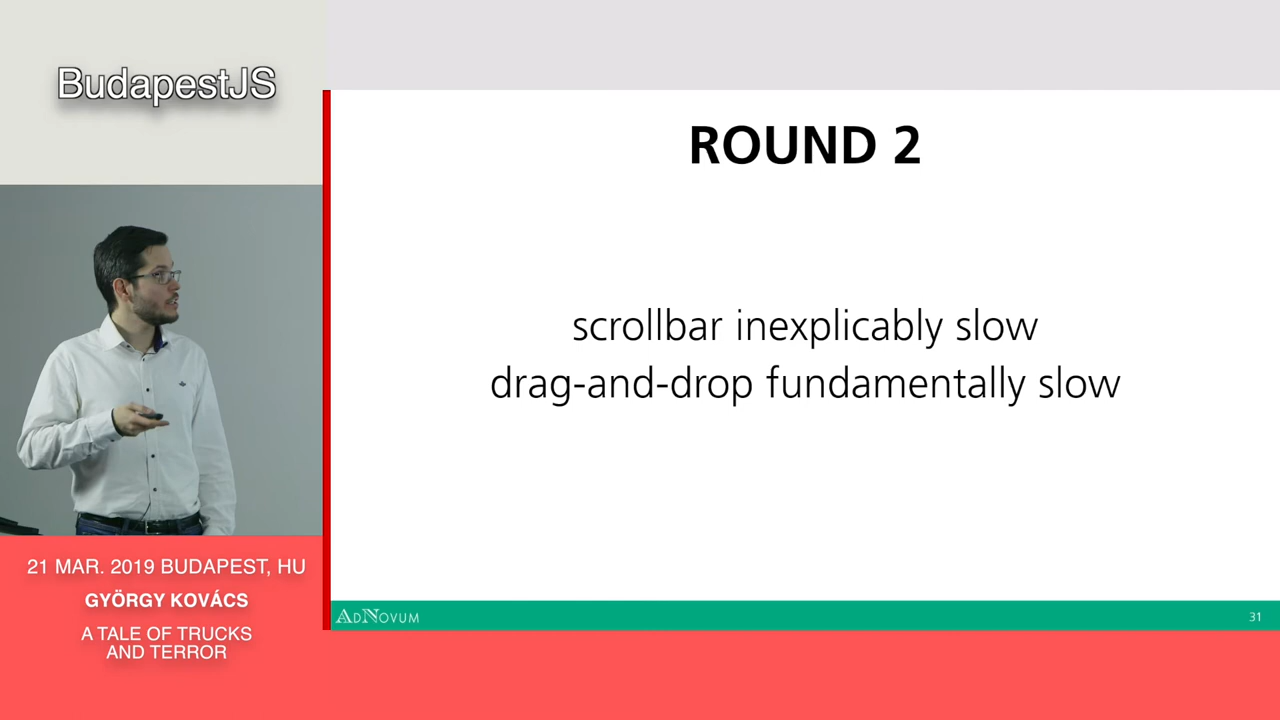 BudapestJS
ROUND 2
scrollbar inexplicably slow
drag-and-drop fundamentally slow
21 MAR. 2019 BUDAPEST, HU
GYÖRGY KOVÁCS
A TALE OF TRUCKS
AND TERROR
ADNOVUM
31